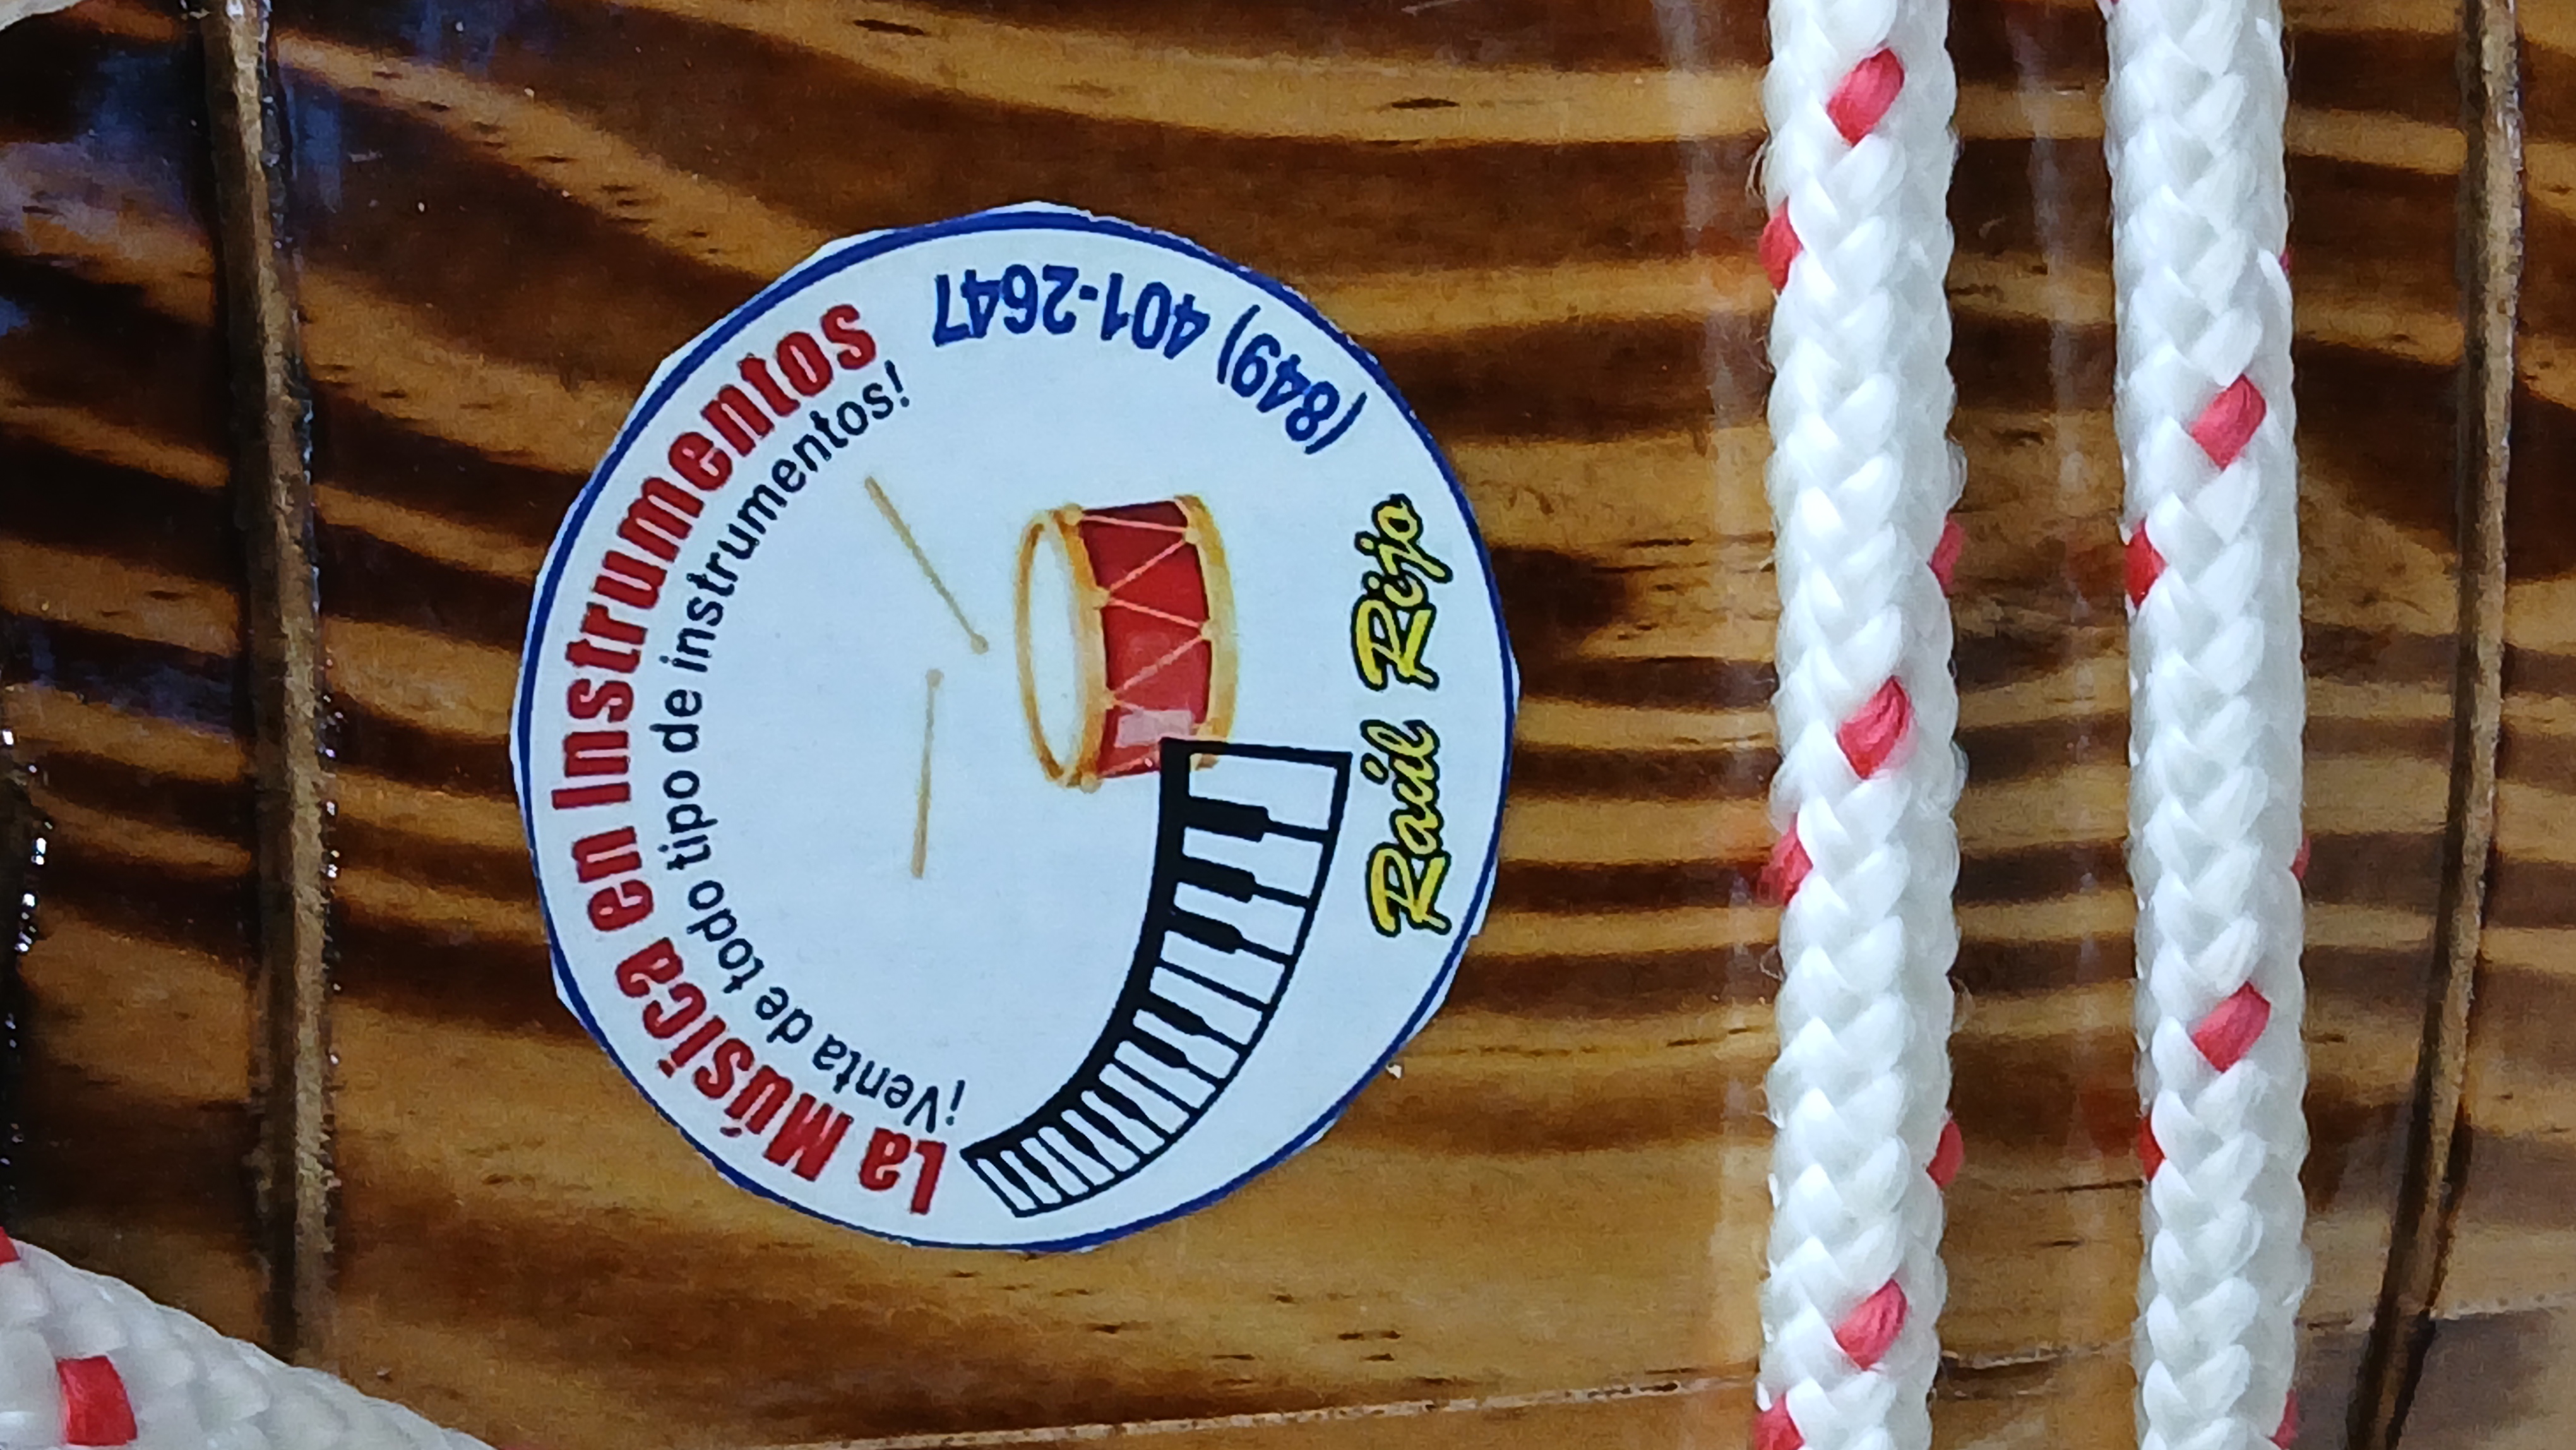 La Música en Instrumentos
¡Venta de todo tipo de instrumentos!
Raúl Rijo
(849) 401-2647